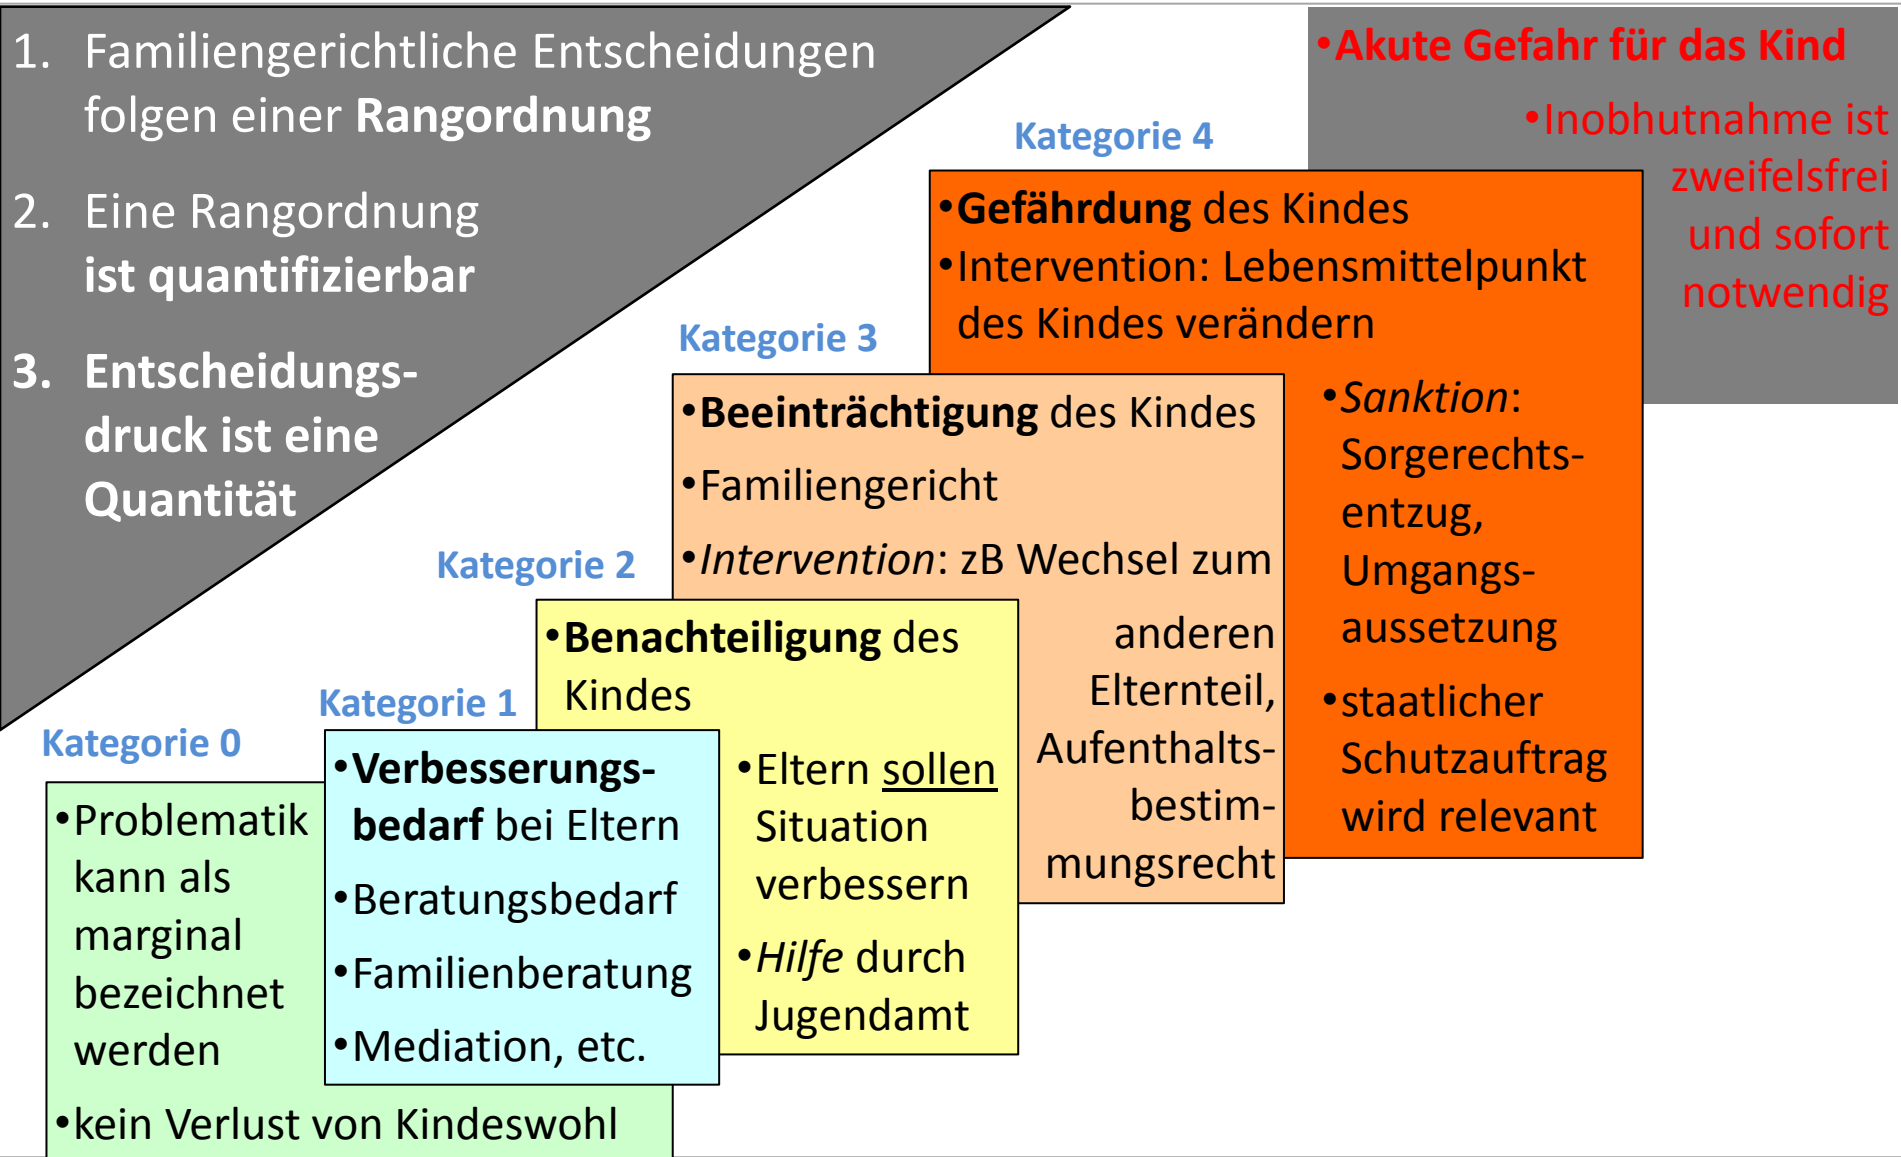 1. Familiengerichtliche Entscheidungen
folgen einer Rangordnung
2. Eine Rangordnung
ist quantifizierbar
3. Entscheidungs-
druck ist eine
Quantität
•Akute Gefahr für das Kind
•Inobhutnahme ist
zweifelsfrei
und sofort
notwendig
Kategorie 4
•Gefährdung des Kindes
•Intervention: Lebensmittelpunkt
des Kindes verändern
•Sanktion:
Sorgerechts-
entzug,
Umgangs-
aussetzung
•staatlicher
Schutzauftrag
wird relevant
Kategorie 3
•Beeinträchtigung des Kindes
•Familiengericht
•Intervention: zB Wechsel zum
anderen
Elternteil,
Aufenthalts-
bestim-
mungsrecht
Kategorie 2
•Benachteiligung des
Kindes
•Eltern sollen
Situation
verbessern
•Hilfe durch
Jugendamt
Kategorie 1
•Verbesserungs-
bedarf bei Eltern
•Beratungsbedarf
•Familienberatung
•Mediation, etc.
Kategorie 0
•Problematik
kann als
marginal
bezeichnet
werden
•kein Verlust von Kindeswohl